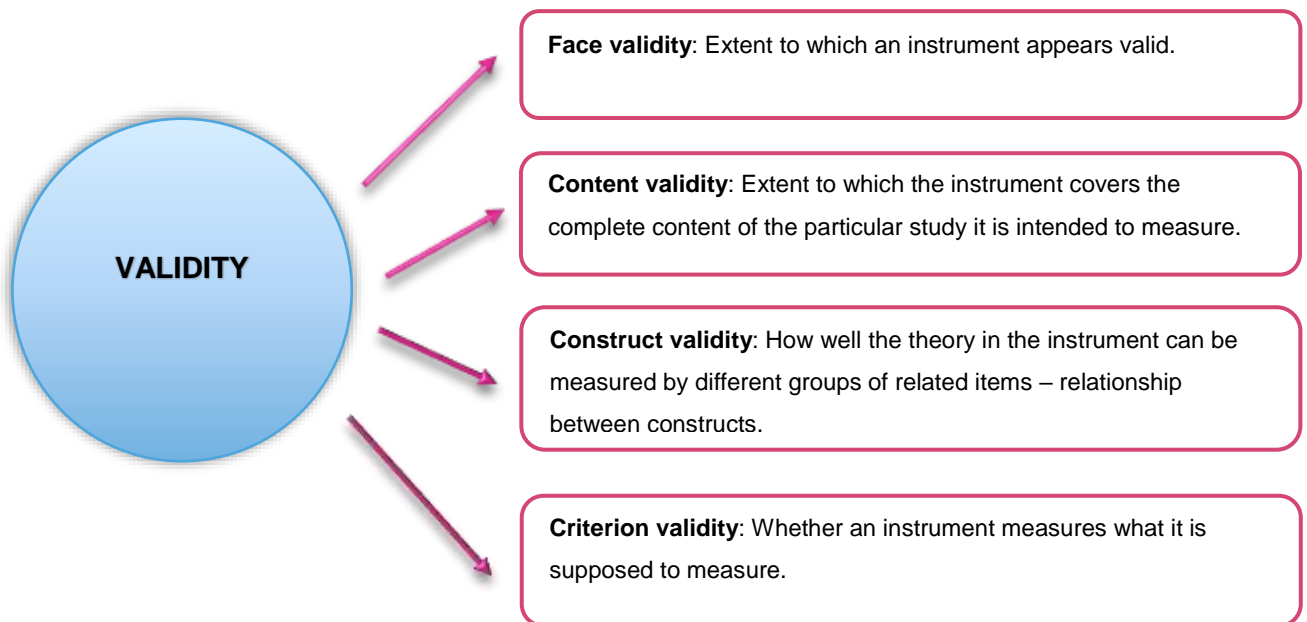 VALIDITY
Face validity: Extent to which an instrument appears valid.
Content validity: Extent to which the instrument covers the
complete content of the particular study it is intended to measure.
Construct validity: How well the theory in the instrument can be
measured by different groups of related items – relationship
between constructs.
Criterion validity: Whether an instrument measures what it is
supposed to measure.